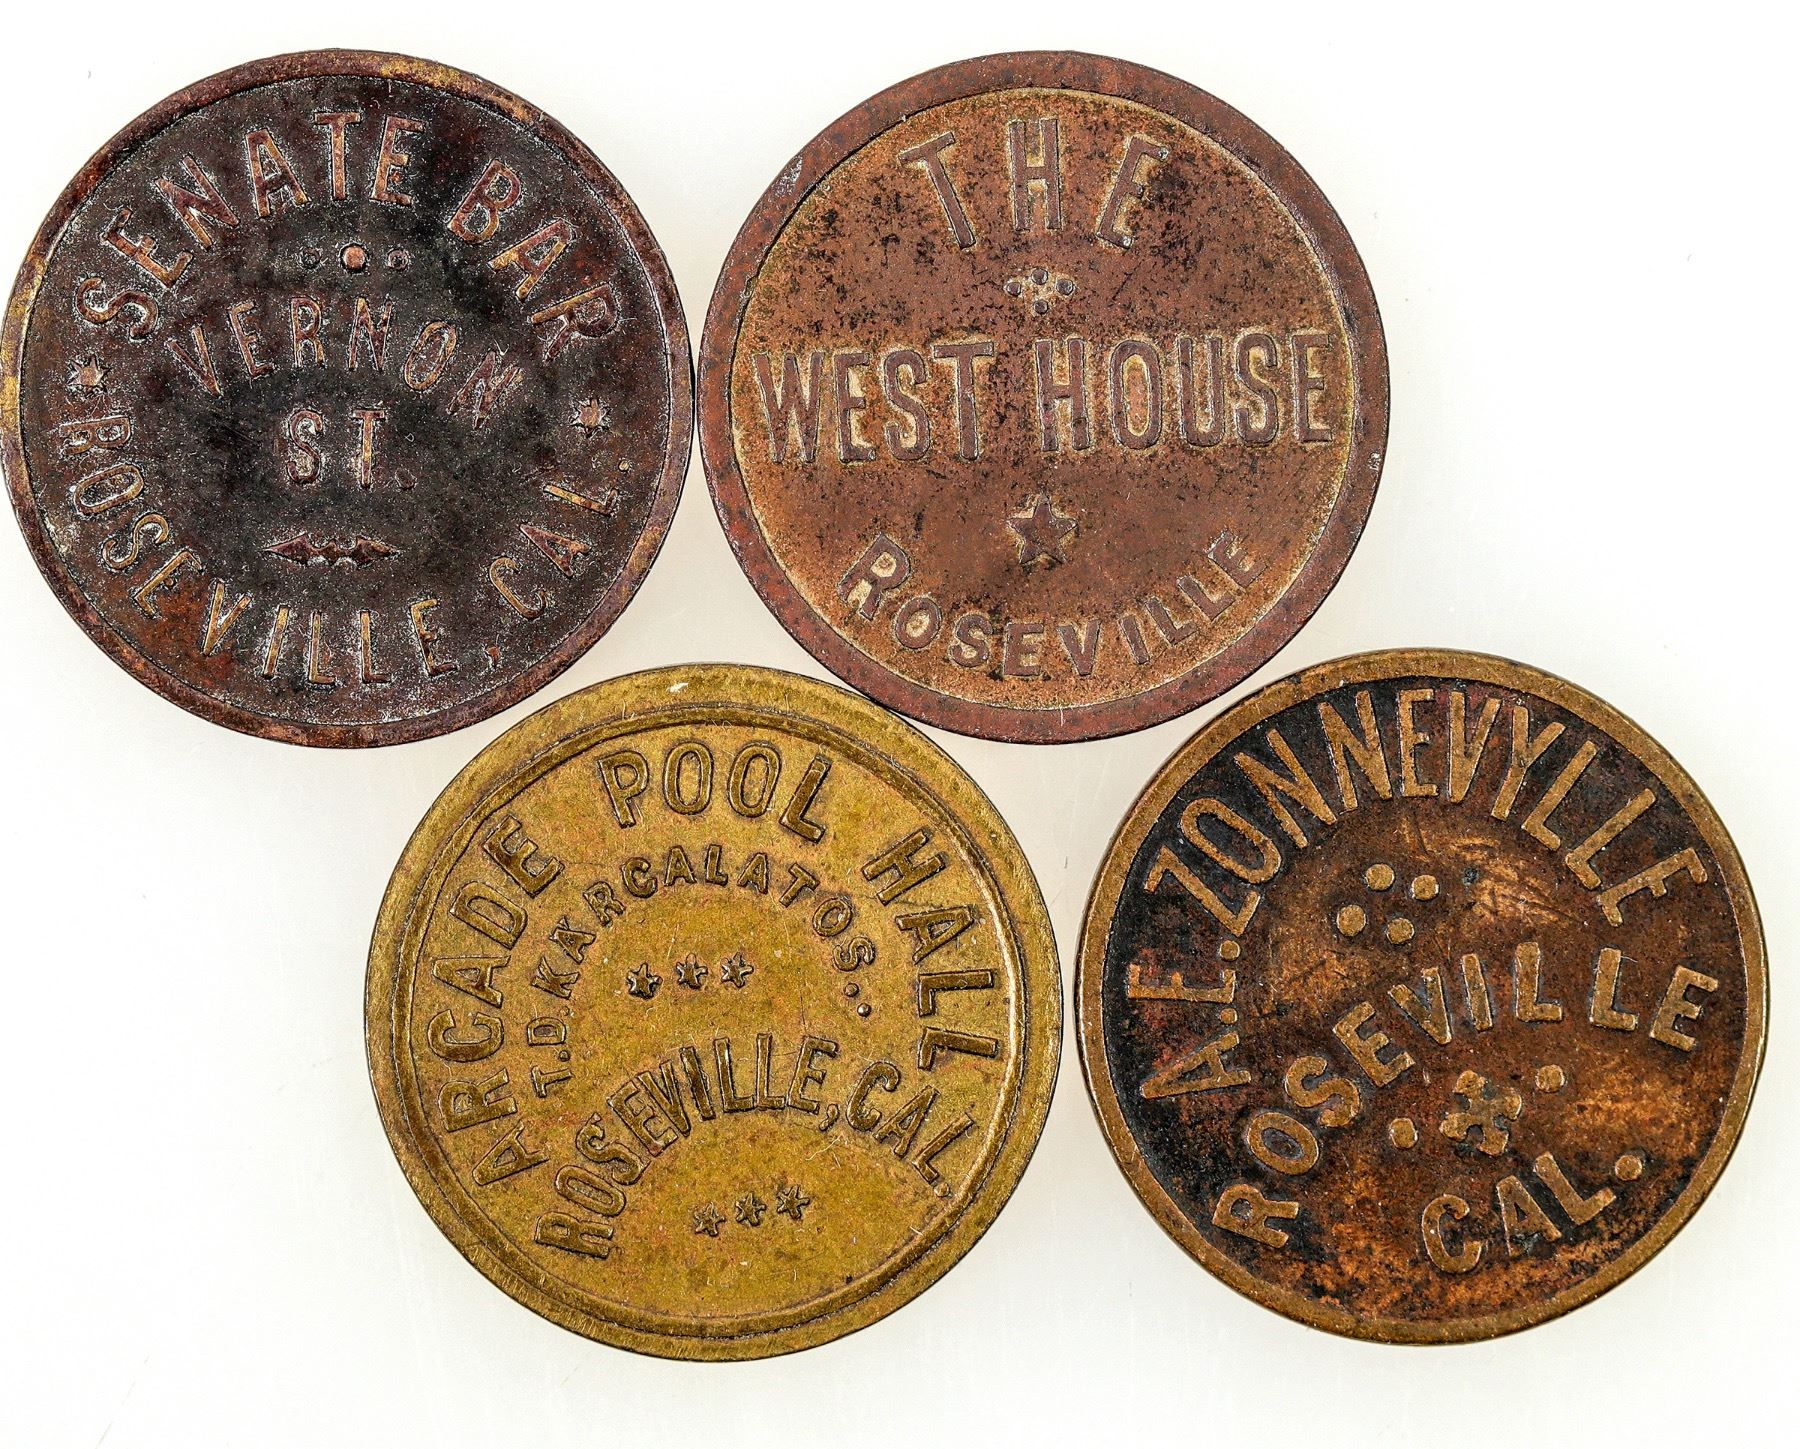 SENATE BAR
VERNON
ST.
ROSEVILLE, CAL.
THE
WEST HOUSE
ROSEVILLE
ARCADE POOL HALL
T.D.KARCALATOS..
ROSEVILLE, CAL,
A.E.ZONNEVYLLE
ROSEVILLE
CAL.